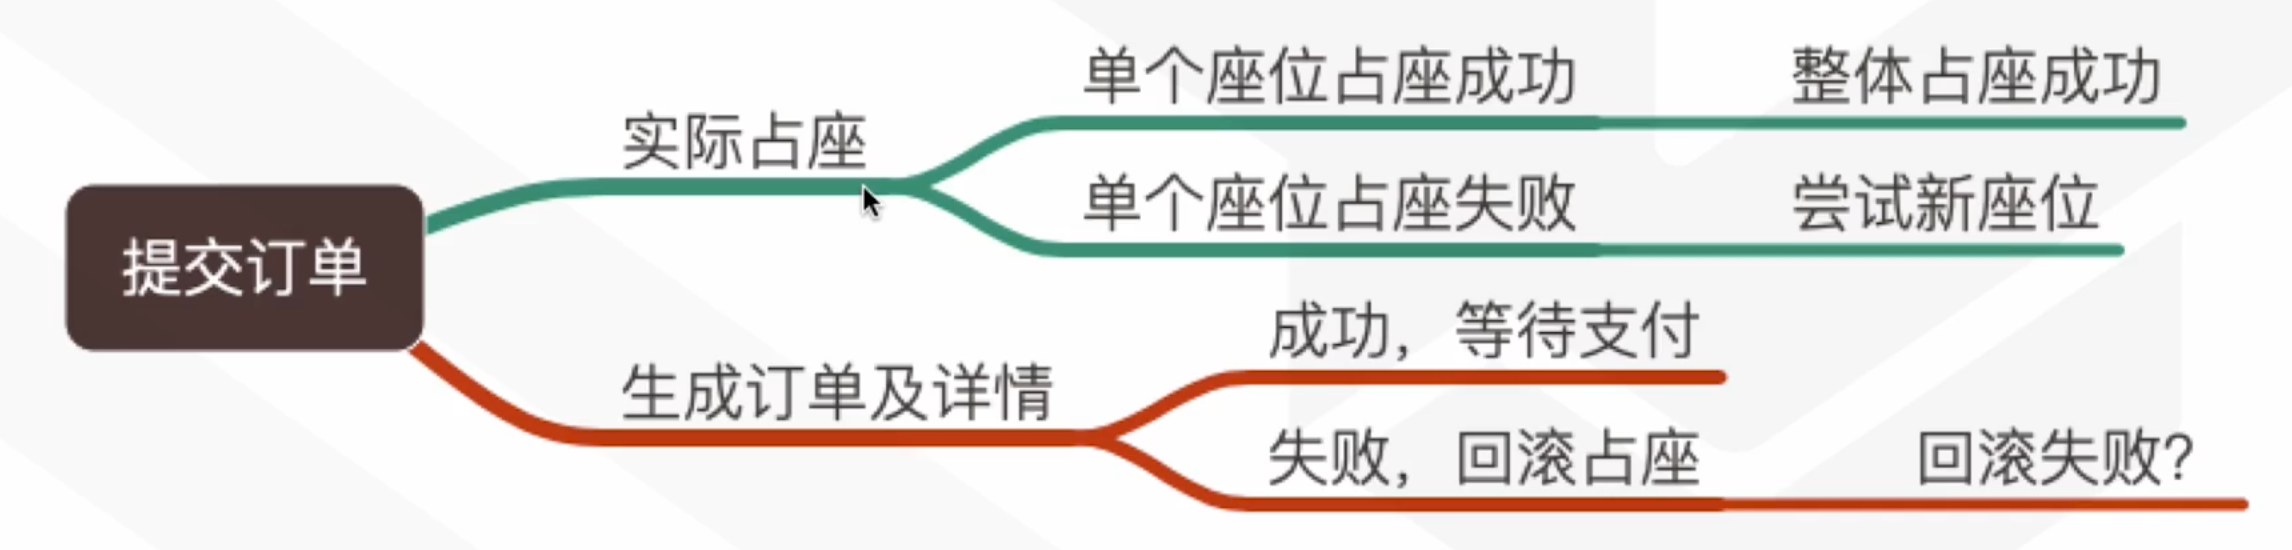 提交订单
实际占座
单个座位占座成功
整体占座成功
单个座位占座失败
尝试新座位
生成订单及详情
成功，等待支付
失败，回滚占座
回滚失败？